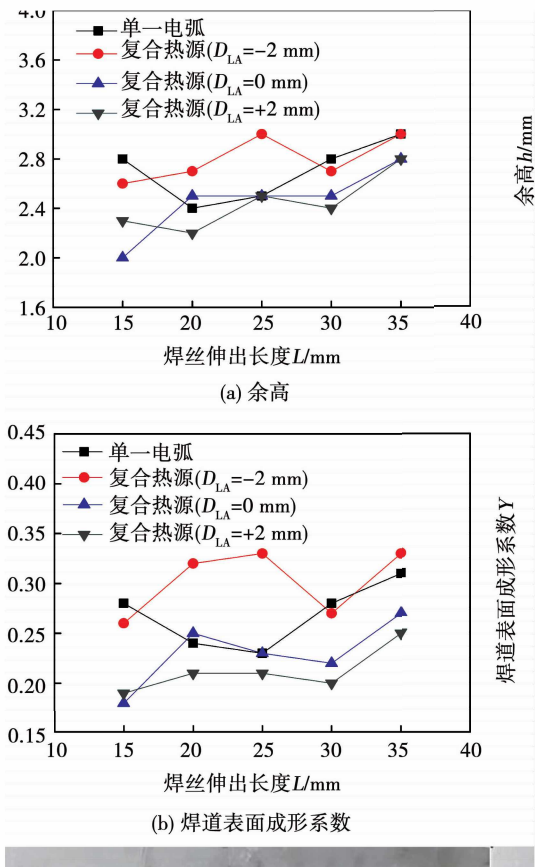 4.0
3.6
3.2
2.8
2.4
2.0
1.6
单一电弧
复合热源(D_LA=−2 mm)
复合热源(D_LA=0 mm)
复合热源(D_LA=+2 mm)
余高h/mm
10 15 20 25 30 35 40
焊丝伸出长度L/mm
(a) 余高
0.45
0.40
0.35
0.30
0.25
0.20
0.15
单一电弧
复合热源(D_LA=−2 mm)
复合热源(D_LA=0 mm)
复合热源(D_LA=+2 mm)
焊道表面成形系数Y
10 15 20 25 30 35 40
焊丝伸出长度L/mm
(b) 焊道表面成形系数